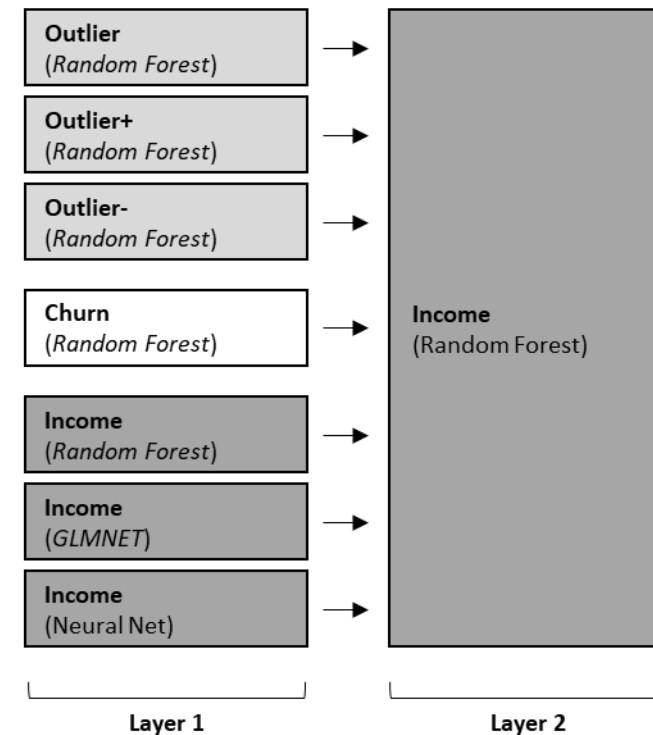 Outlier
(Random Forest)
Outlier+
(Random Forest)
Outlier-
(Random Forest)
Churn
(Random Forest)
Income
(Random Forest)
Income
(GLMNET)
Income
(Neural Net)
Income
(Random Forest)
Layer 1
Layer 2